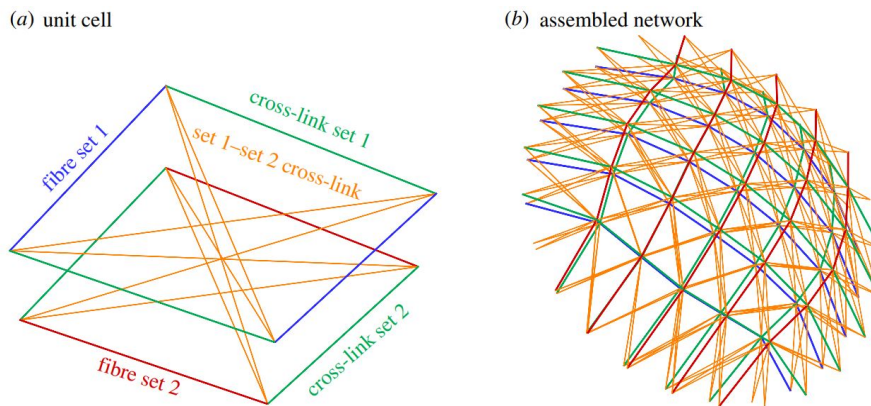 (a) unit cell
(b) assembled network
cross-link set 1
fibre set 1
set 1–set 2 cross-link
fibre set 2
cross-link set 2